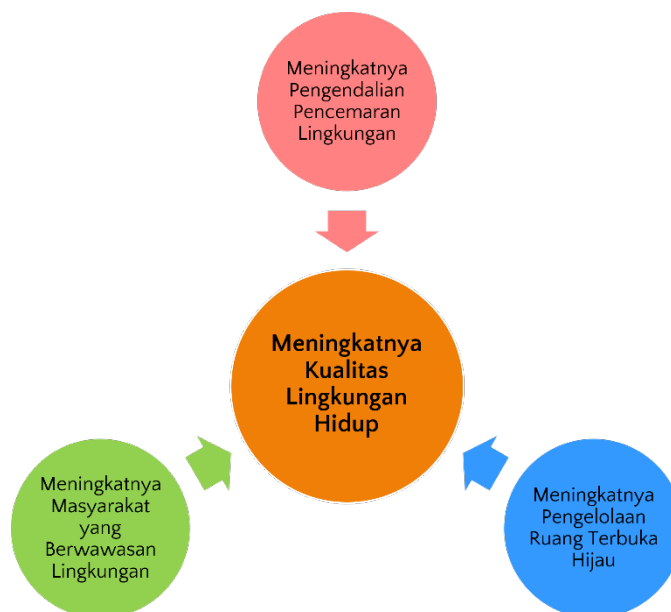 Meningkatnya
Pengendalian
Pencemaran
Lingkungan
Meningkatnya
Kualitas
Lingkungan
Hidup
Meningkatnya
Masyarakat
yang
Berwawasan
Lingkungan
Meningkatnya
Pengelolaan
Ruang Terbuka
Hijau